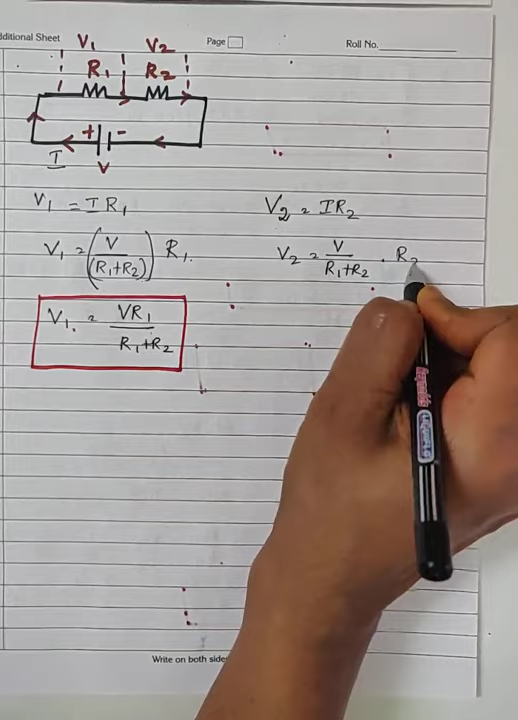 dditional Sheet Page Roll No.
V1 V2
R1 R2
+ -
I
V
V1 = IR1
V2 = IR2
V1 = (V/(R1+R2)) R1.
V2 = V/R1+R2 . R2
V1. = VR1/R1+R2
Reynolds
Write on both side